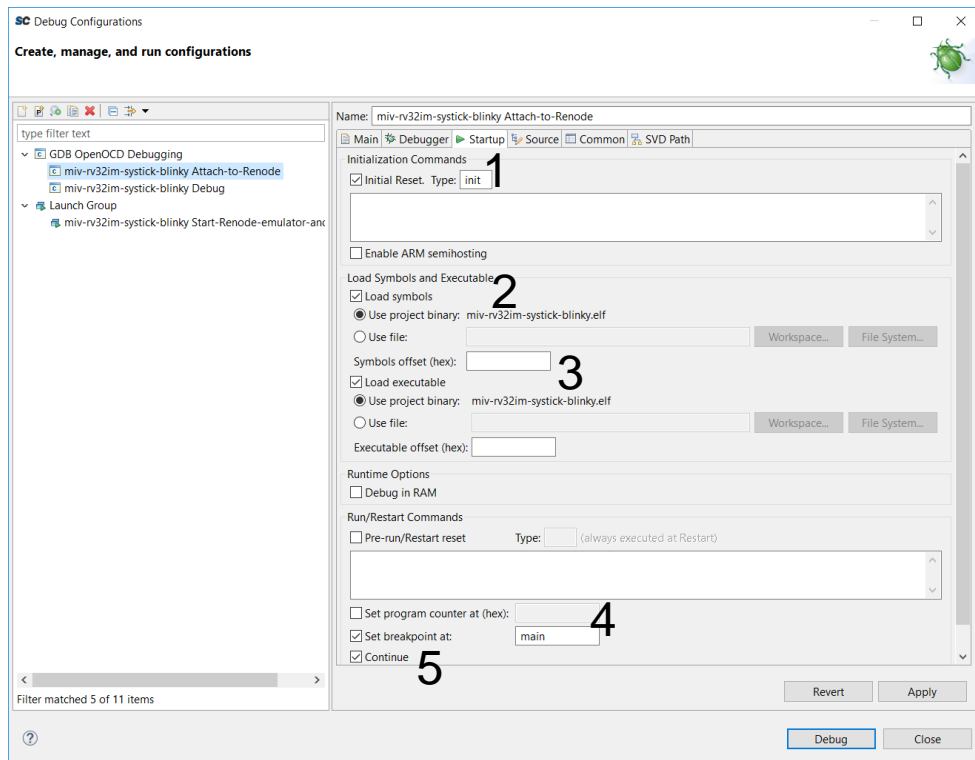 SC Debug Configurations
Create, manage, and run configurations
type filter text
GDB OpenOCD Debugging
miv-rv32im-systick-blinky Attach-to-Renode
miv-rv32im-systick-blinky Debug
Launch Group
miv-rv32im-systick-blinky Start-Renode-emulator-and
Filter matched 5 of 11 items
Name: miv-rv32im-systick-blinky Attach-to-Renode
Main Debugger Startup Source Common SVD Path
Initialization Commands
1
Initial Reset. Type: init
Enable ARM semihosting
Load Symbols and Executable
2
Load symbols
Use project binary: miv-rv32im-systick-blinky.elf
Use file: Workspace... File System...
Symbols offset (hex):
3
Load executable
Use project binary: miv-rv32im-systick-blinky.elf
Use file: Workspace... File System...
Executable offset (hex):
Runtime Options
Debug in RAM
Run/Restart Commands
Pre-run/Restart reset Type: (always executed at Restart)
Set program counter at (hex):
4
Set breakpoint at: main
Continue
5
Revert Apply
? Debug Close